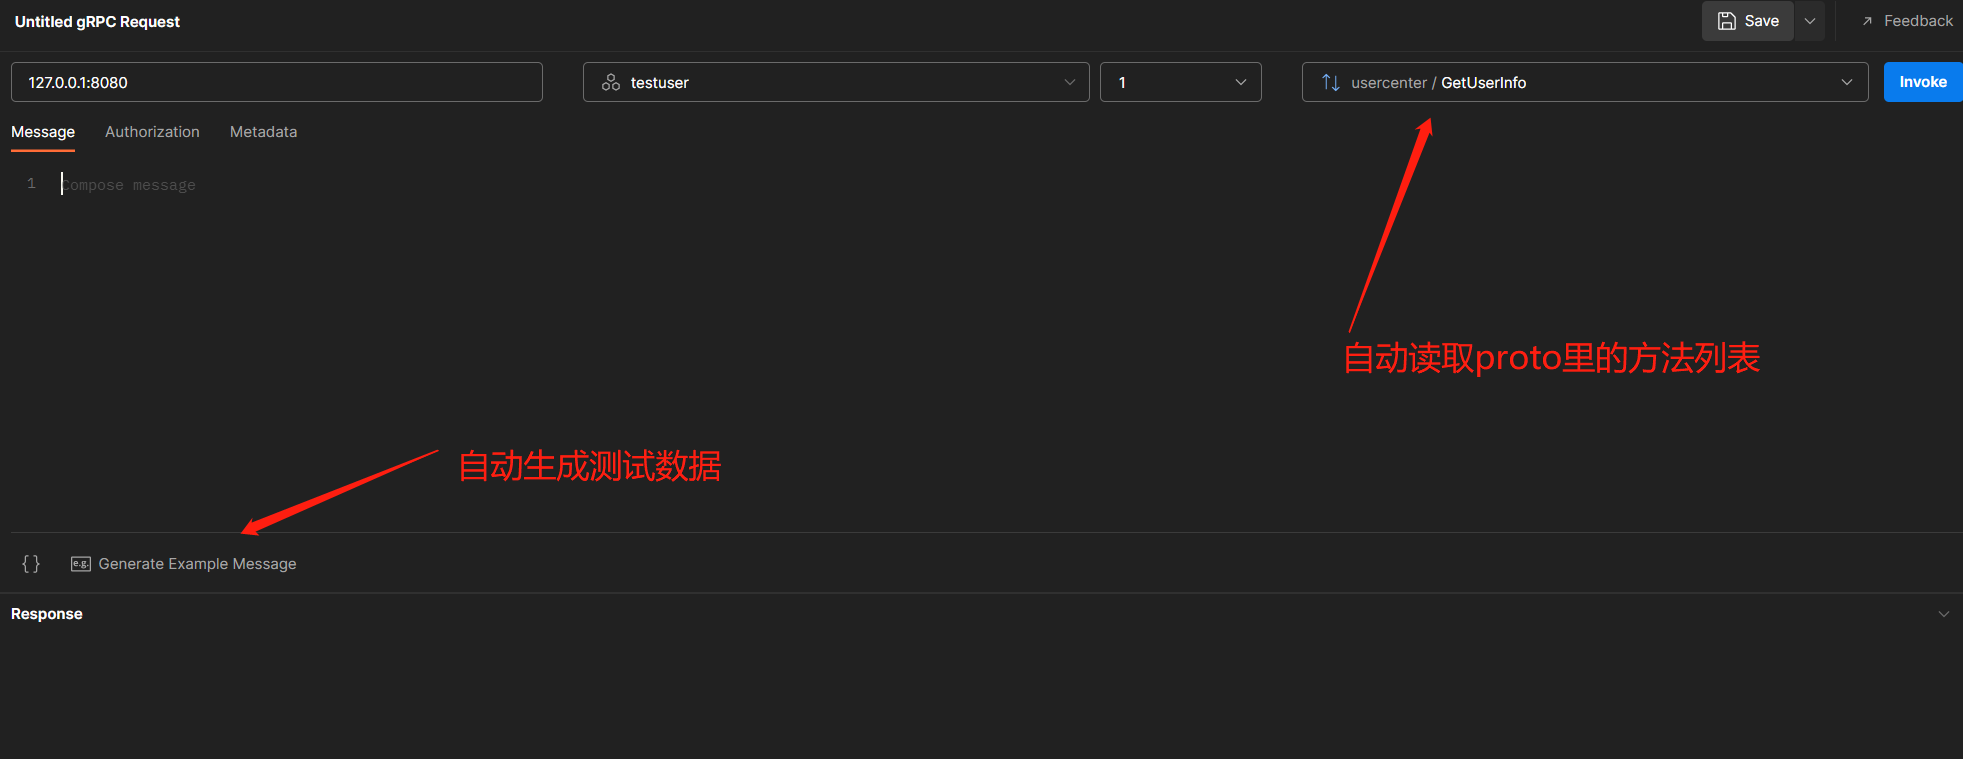 Untitled gRPC Request
Save
Feedback
127.0.0.1:8080
testuser
1
usercenter / GetUserInfo
Invoke
Message
Authorization
Metadata
1
Compose message
自动读取proto里的方法列表
自动生成测试数据
{}
e.g.
Generate Example Message
Response